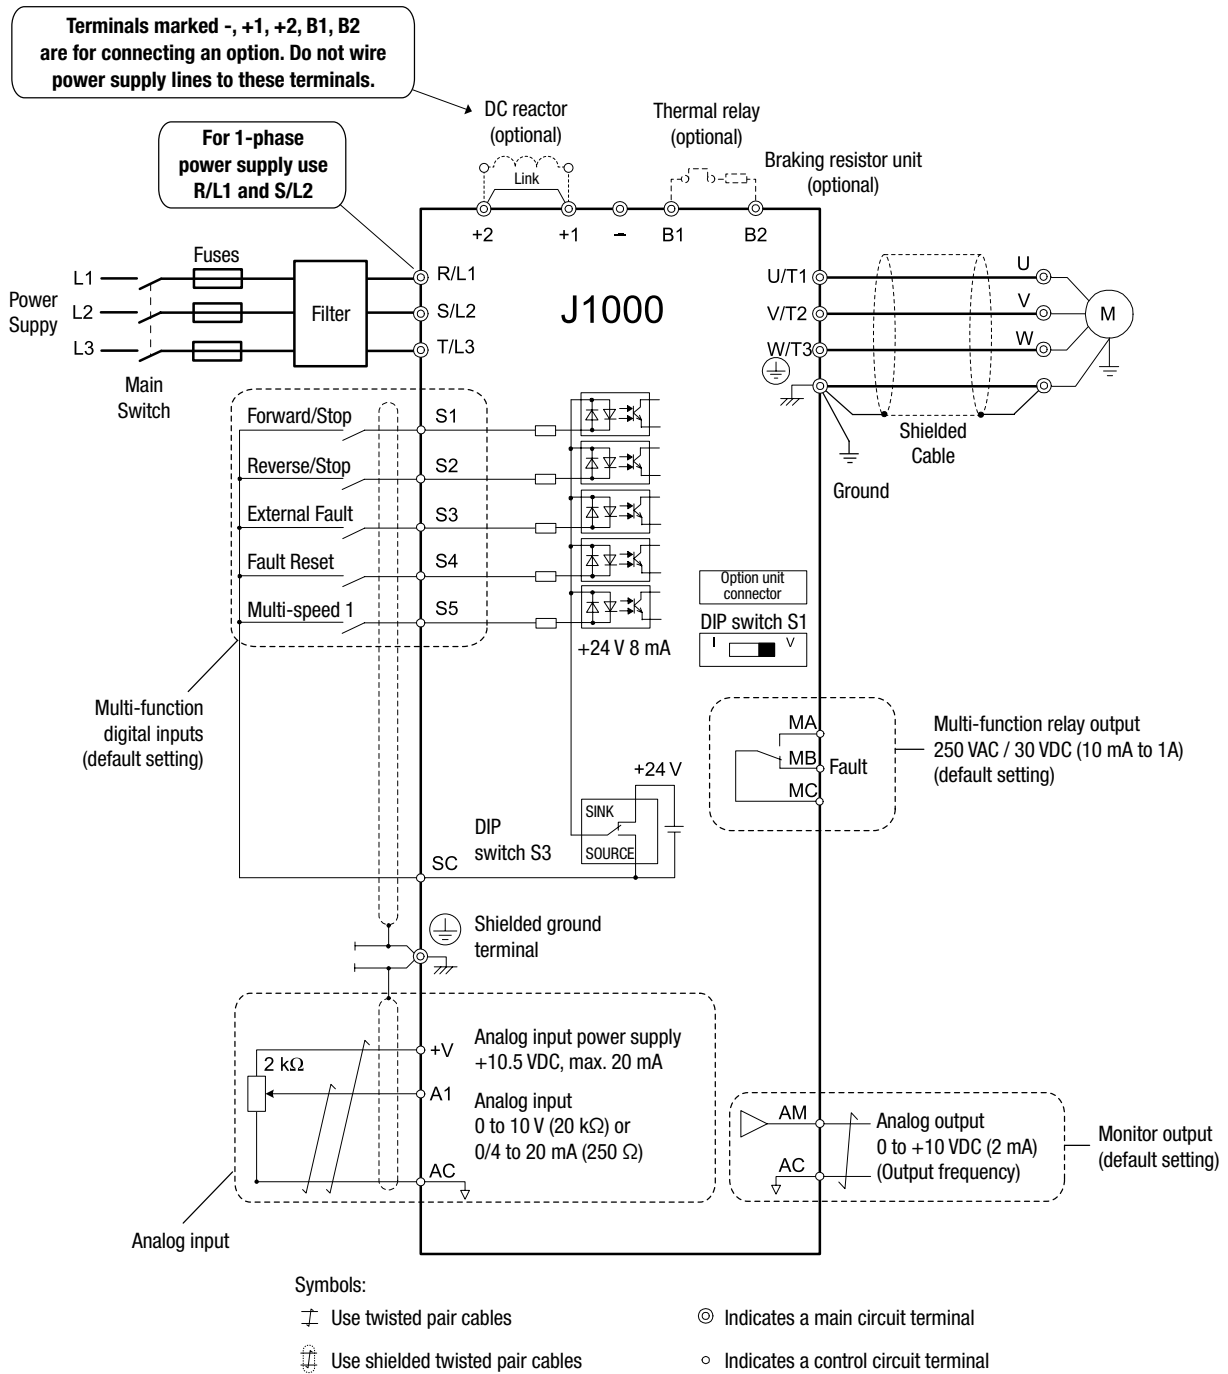 Terminals marked -, +1, +2, B1, B2
are for connecting an option. Do not wire
power supply lines to these terminals.
DC reactor
(optional)
Thermal relay
(optional)
Braking resistor unit
(optional)
For 1-phase
power supply use
R/L1 and S/L2
Link
+2
+1
–
B1
B2
Power
Suppy
L1
L2
L3
Fuses
Main
Switch
Filter
R/L1
S/L2
T/L3
J1000
U/T1
V/T2
W/T3
U
V
W
M
Shielded
Cable
Ground
Forward/Stop
S1
Reverse/Stop
S2
External Fault
S3
Fault Reset
S4
Multi-speed 1
S5
+24 V 8 mA
Option unit
connector
DIP switch S1
I
V
Multi-function
digital inputs
(default setting)
MA
MB
MC
Fault
Multi-function relay output
250 VAC / 30 VDC (10 mA to 1A)
(default setting)
+24 V
SINK
SOURCE
DIP
switch S3
SC
Shielded ground
terminal
2 kΩ
+V
Analog input power supply
+10.5 VDC, max. 20 mA
A1
Analog input
0 to 10 V (20 kΩ) or
0/4 to 20 mA (250 Ω)
AC
Analog input
AM
AC
Analog output
0 to +10 VDC (2 mA)
(Output frequency)
Monitor output
(default setting)
Symbols:
Use twisted pair cables
Indicates a main circuit terminal
Use shielded twisted pair cables
Indicates a control circuit terminal